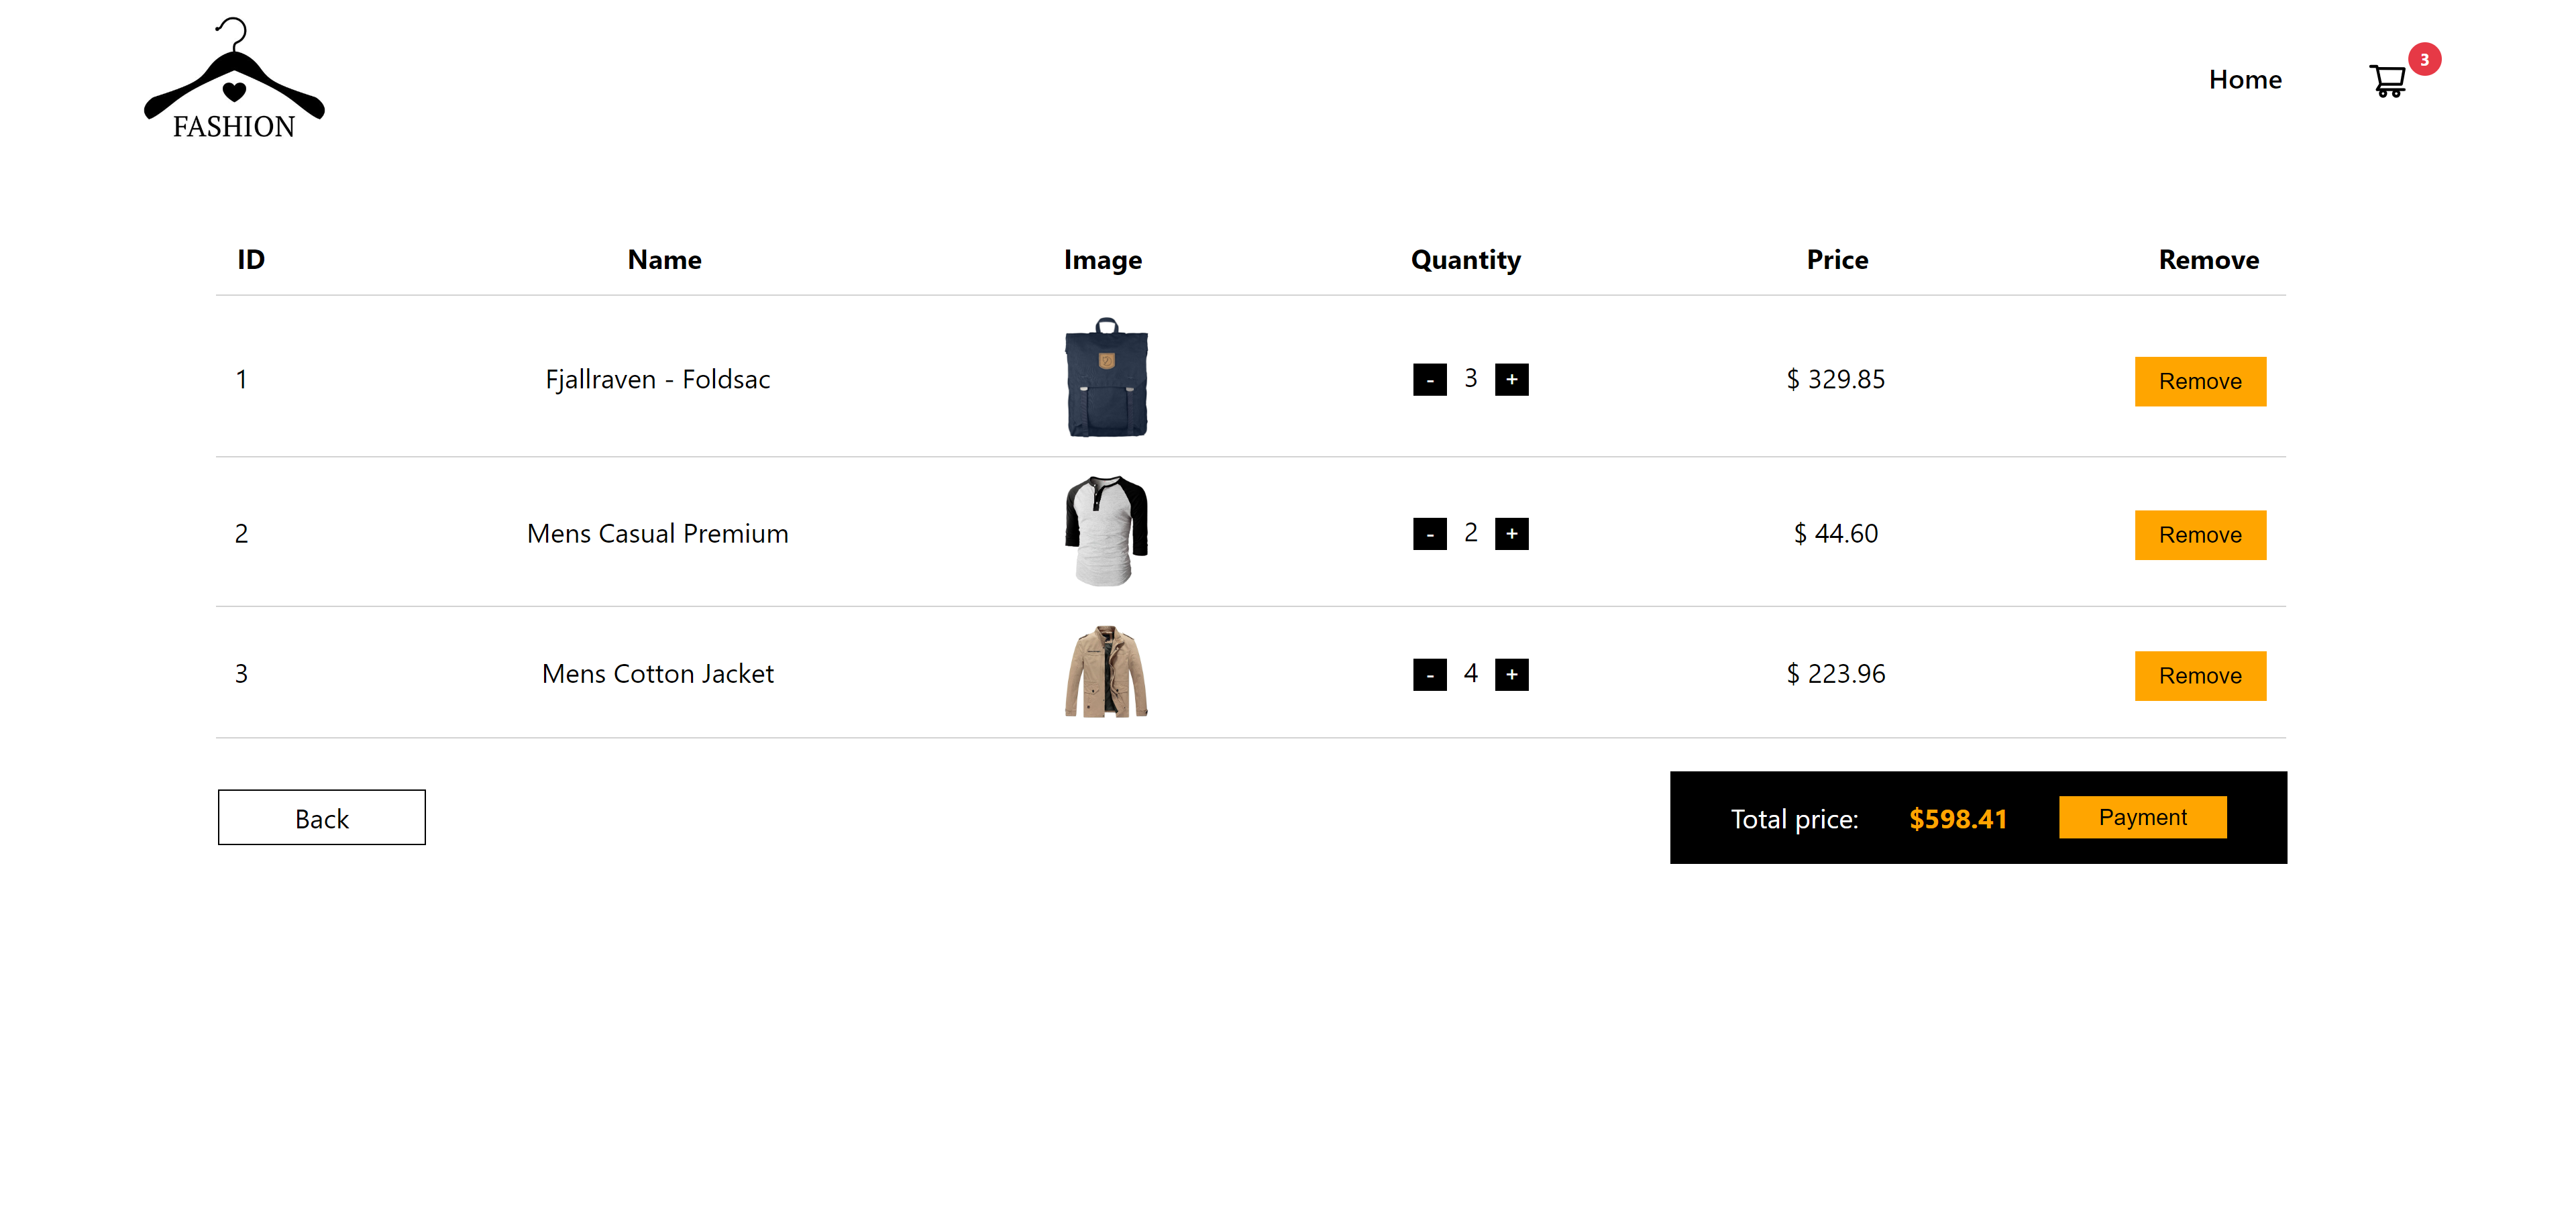 FASHION
Home
3
ID Name Image Quantity Price Remove
1 Fjallraven - Foldsac - 3 + $ 329.85 Remove
2 Mens Casual Premium - 2 + $ 44.60 Remove
3 Mens Cotton Jacket - 4 + $ 223.96 Remove
Back Total price: $598.41 Payment